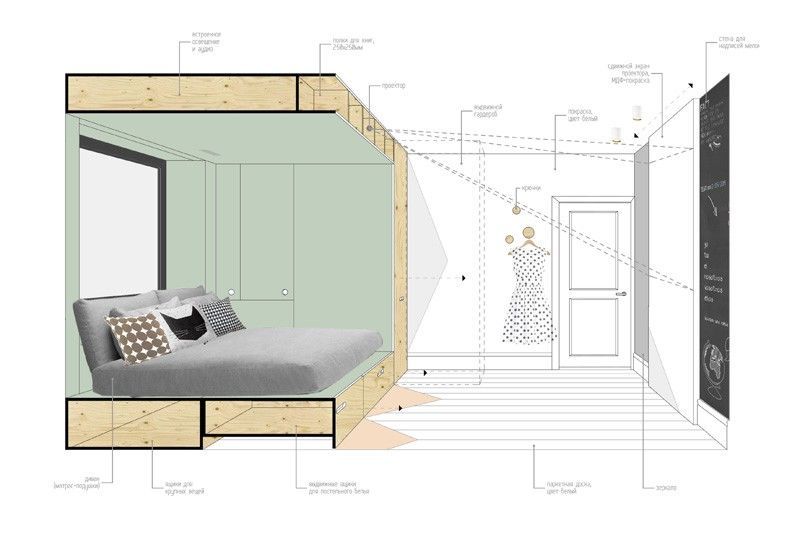 встроенное
освещение
и аудио
полки для книг,
250х250мм
проектор
выдвижной
гардероб
покраска,
цвет-белый
сдвижной экран
проектора,
МДФ+покраска
стена для
надписей мелом
крючки
диван
(матрас+подушки)
ящики для
крупных вещей
выдвижные ящики
для постельного белья
паркетная доска,
цвет-белый
зеркало